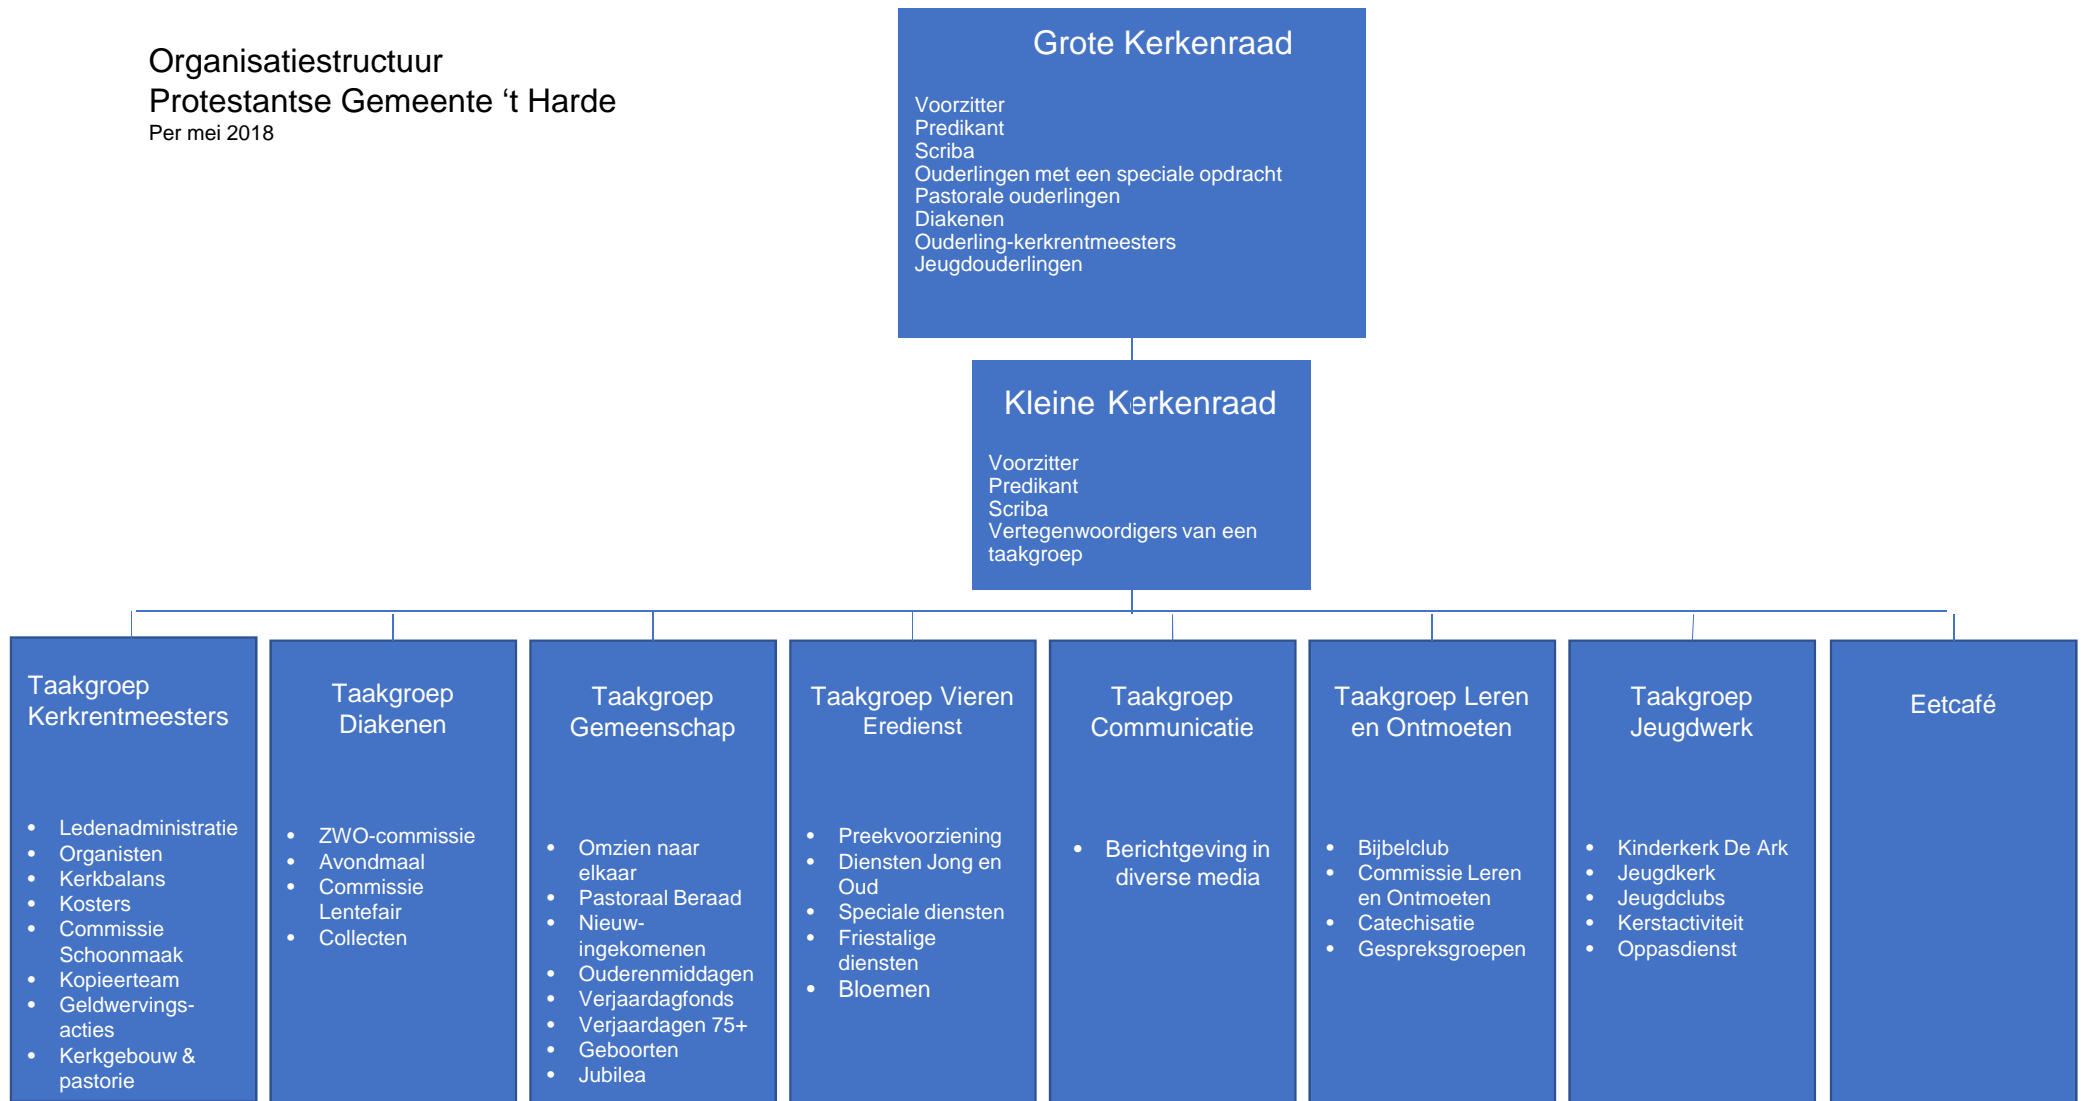 Organisatiestructuur
Protestantse Gemeente ‘t Harde
Per mei 2018
Grote Kerkenraad
Voorzitter
Predikant
Scriba
Ouderlingen met een speciale opdracht
Pastorale ouderlingen
Diakenen
Ouderling-kerkrentmeesters
Jeugdouderlingen
Kleine Kerkenraad
Voorzitter
Predikant
Scriba
Vertegenwoordigers van een
taakgroep
Taakgroep
Kerkrentmeesters
• Ledenadministratie
• Organisten
• Kerkbalans
• Kosters
• Commissie
Schoonmaak
• Kopieerteam
• Geldwervings-
acties
• Kerkgebouw &
pastorie
Taakgroep
Diakenen
• ZWO-commissie
• Avondmaal
• Commissie
Lentefair
• Collecten
Taakgroep
Gemeenschap
• Omzien naar
elkaar
• Pastoraal Beraad
• Nieuw-
ingekomenen
• Ouderenmiddagen
• Verjaardagfonds
• Verjaardagen 75+
• Geboorten
• Jubilea
Taakgroep Vieren
Eredienst
• Preekvoorziening
• Diensten Jong en
Oud
• Speciale diensten
• Friestalige
diensten
• Bloemen
Taakgroep
Communicatie
• Berichtgeving in
diverse media
Taakgroep Leren
en Ontmoeten
• Bijbelclub
• Commissie Leren
en Ontmoeten
• Catechisatie
• Gespreksgroepen
Taakgroep
Jeugdwerk
• Kinderkerk De Ark
• Jeugdkerk
• Jeugdclubs
• Kerstactiviteit
• Oppasdienst
Eetcafé